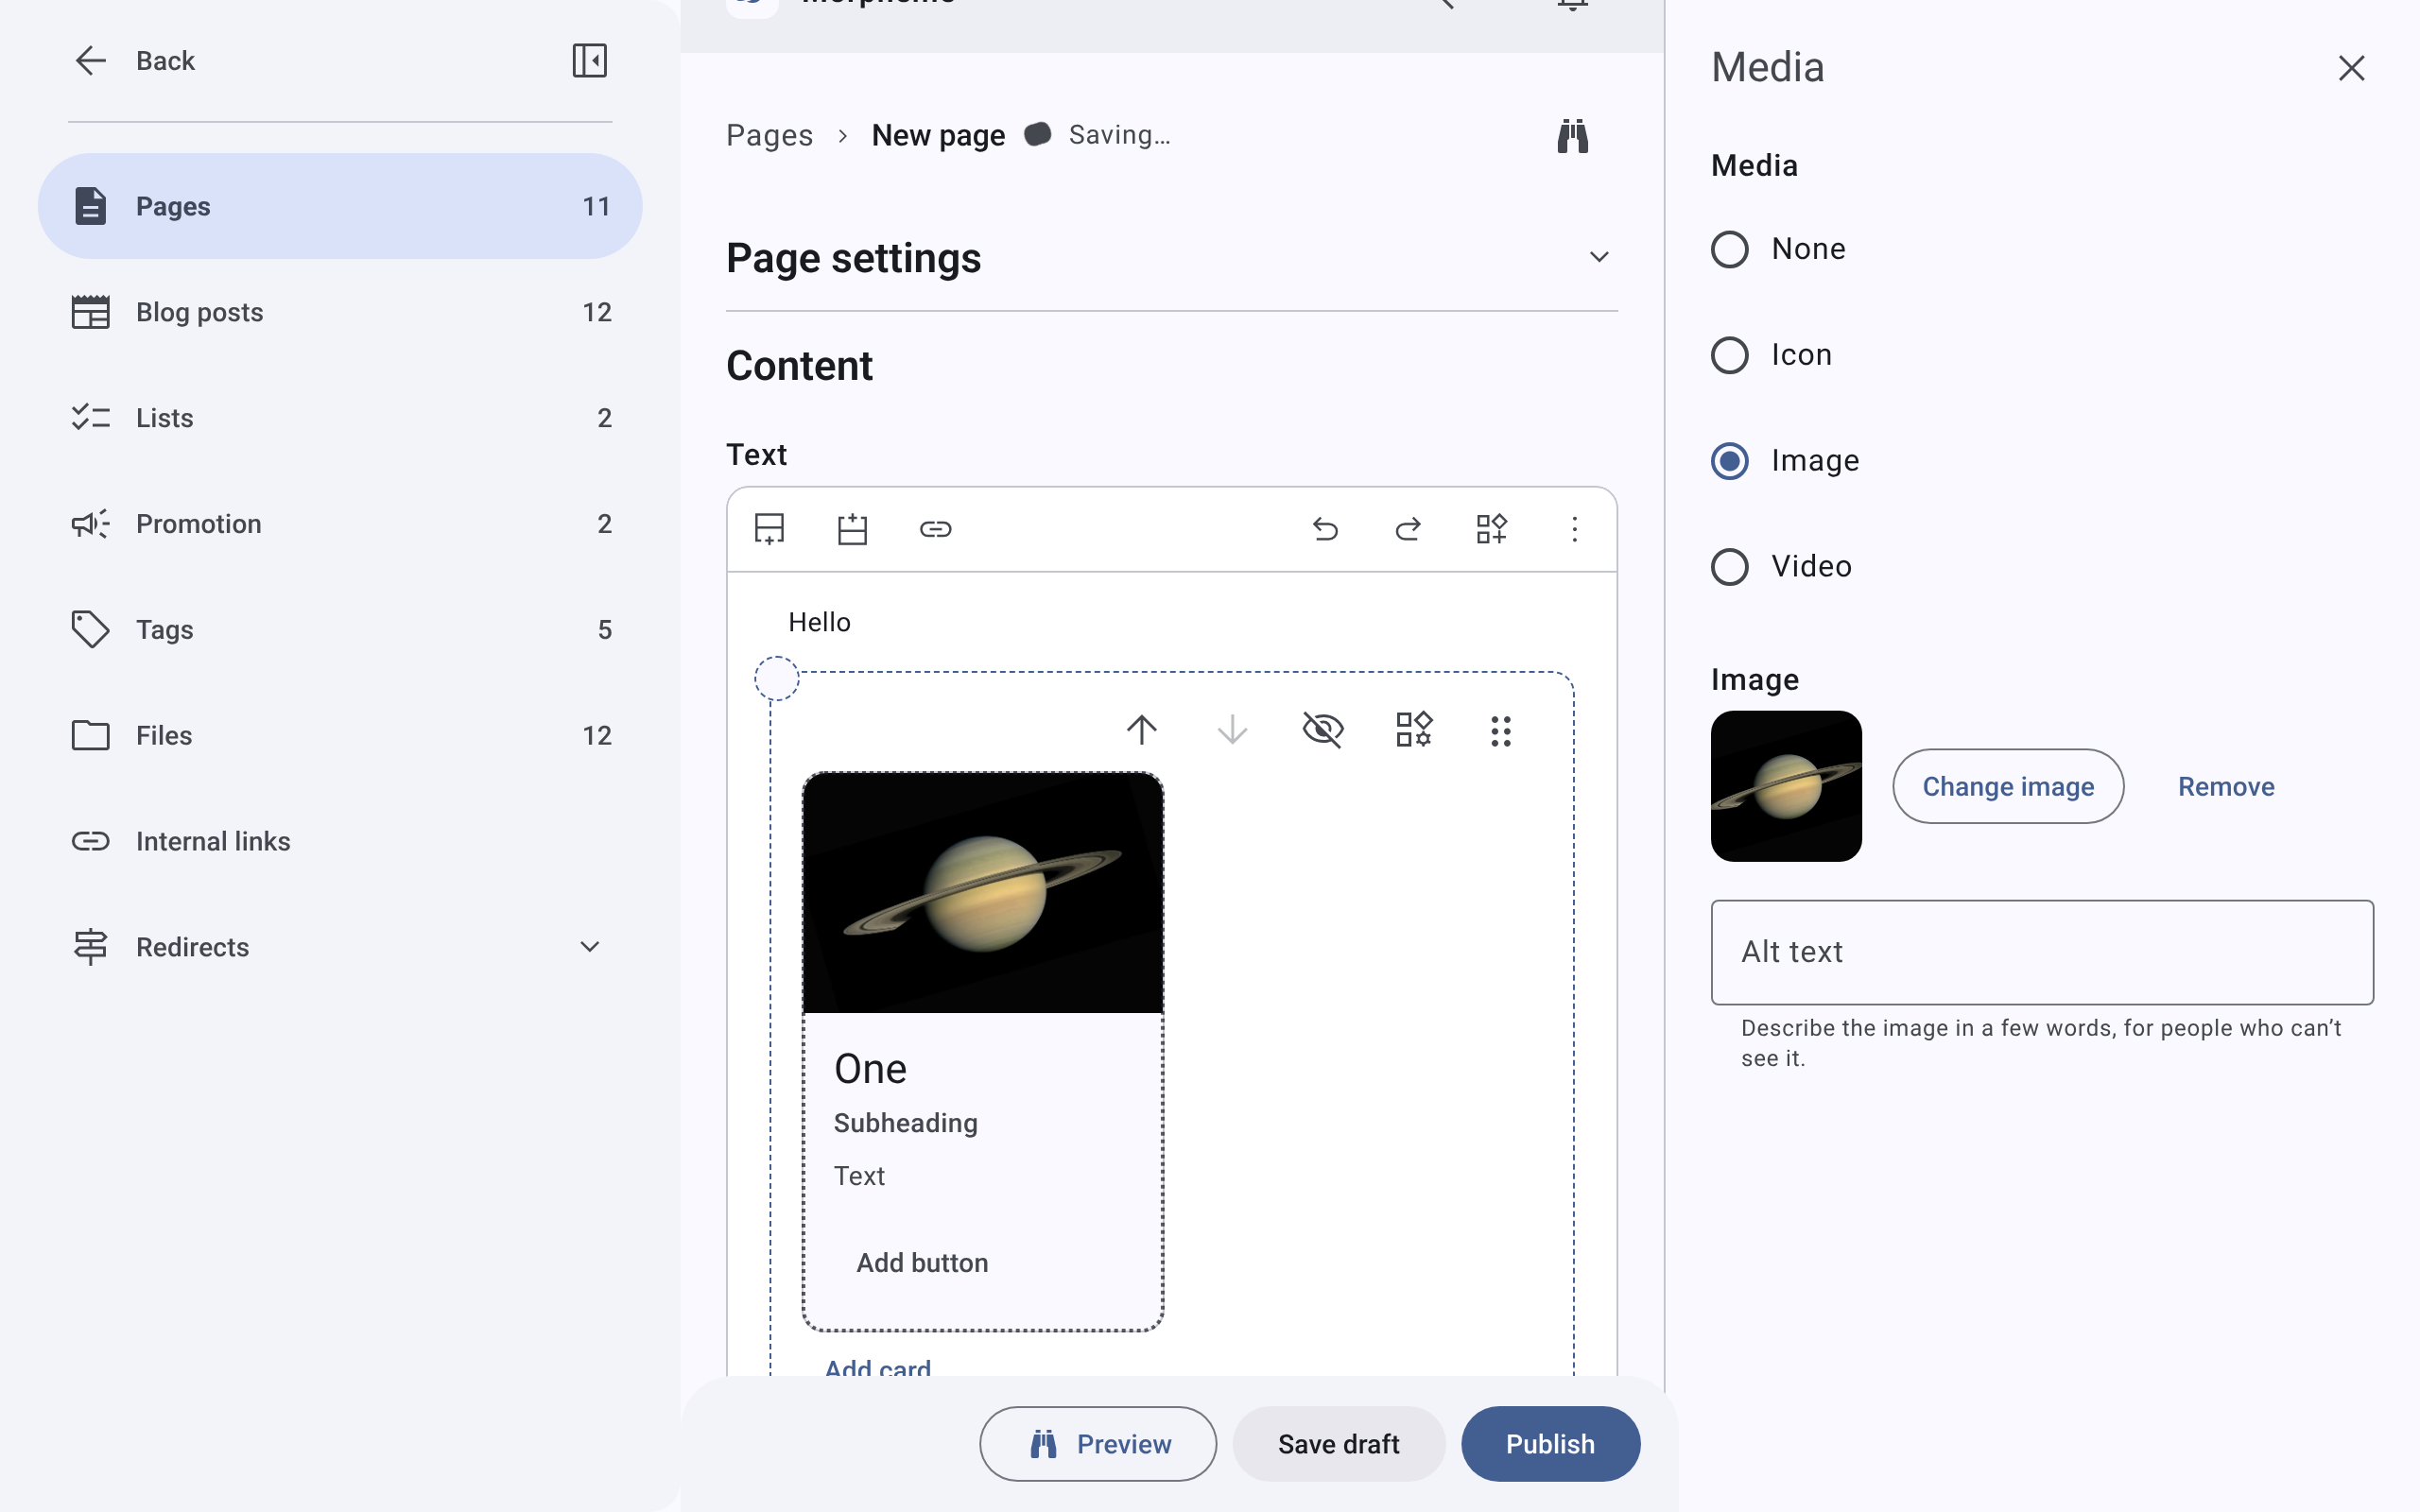 Back
Pages 11
Blog posts 12
Lists 2
Promotion 2
Tags 5
Files 12
Internal links
Redirects
Pages › New page Saving…
Page settings
Content
Text
Hello
One
Subheading
Text
Add button
Add card
Preview
Save draft
Publish
Media
Media
None
Icon
Image
Video
Image
Change image
Remove
Alt text
Describe the image in a few words, for people who can’t
see it.